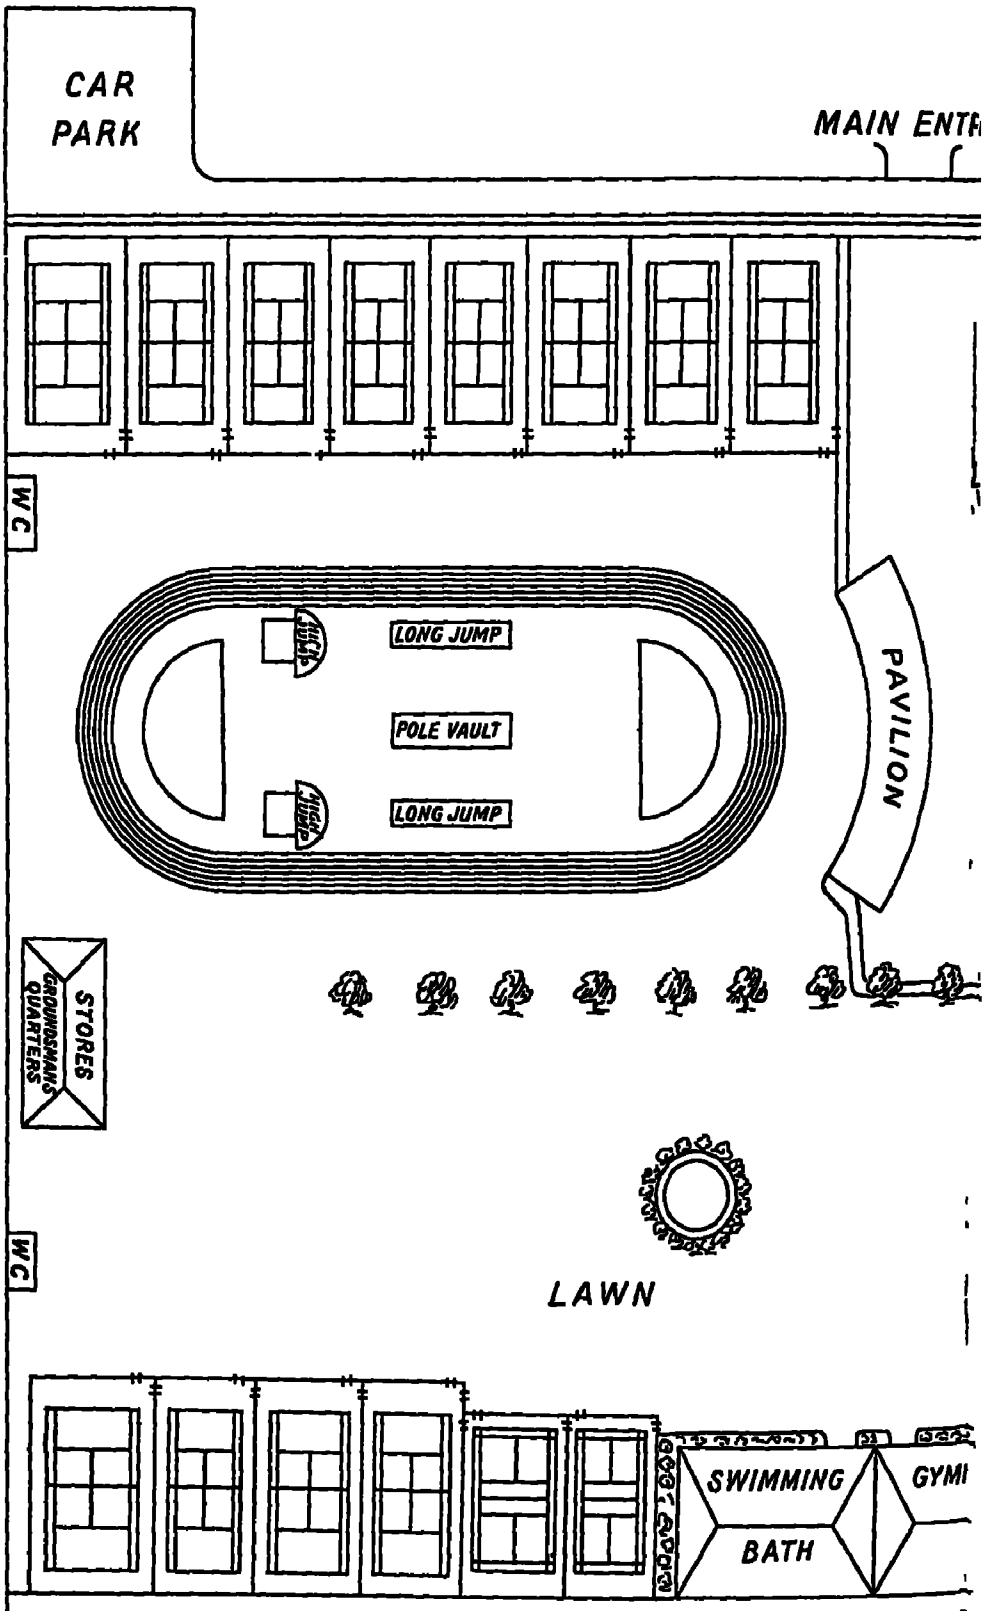 CAR
PARK
MAIN ENTR
WC
HIGH
JUMP
LONG JUMP
PAVILION
POLE VAULT
HIGH
JUMP
LONG JUMP
STORES
GROUNDSMANS
QUARTERS
WC
LAWN
SWIMMING
BATH
GYM